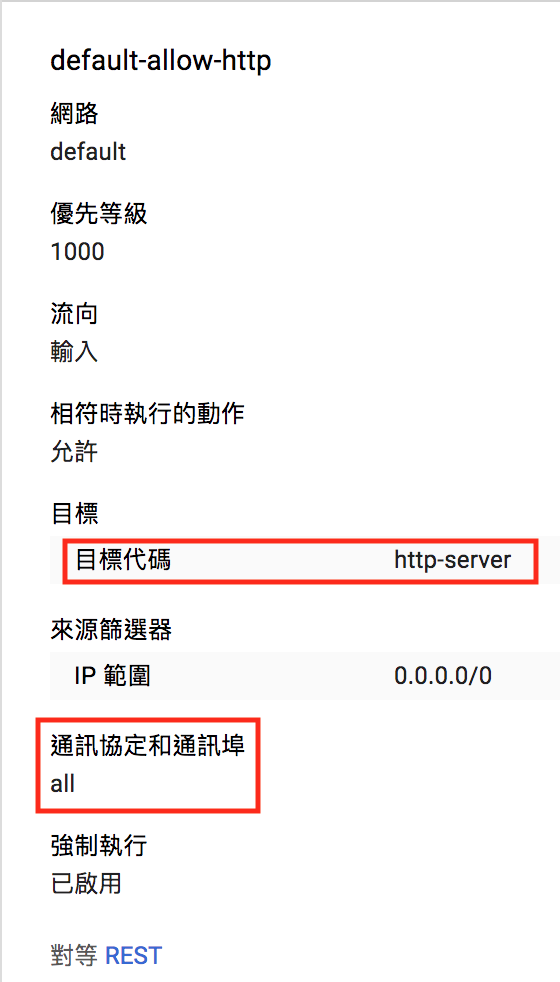 default-allow-http
網路
default
優先等級
1000
流向
輸入
相符時執行的動作
允許
目標
目標代碼 http-server
來源篩選器
IP 範圍 0.0.0.0/0
通訊協定和通訊埠
all
強制執行
已啟用
對等 REST